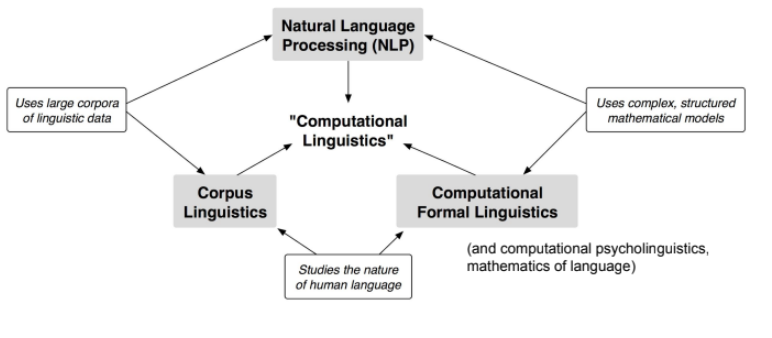 Natural Language
Processing (NLP)
Uses large corpora
of linguistic data
"Computational
Linguistics"
Uses complex, structured
mathematical models
Corpus
Linguistics
Computational
Formal Linguistics
(and computational psycholinguistics,
mathematics of language)
Studies the nature
of human language